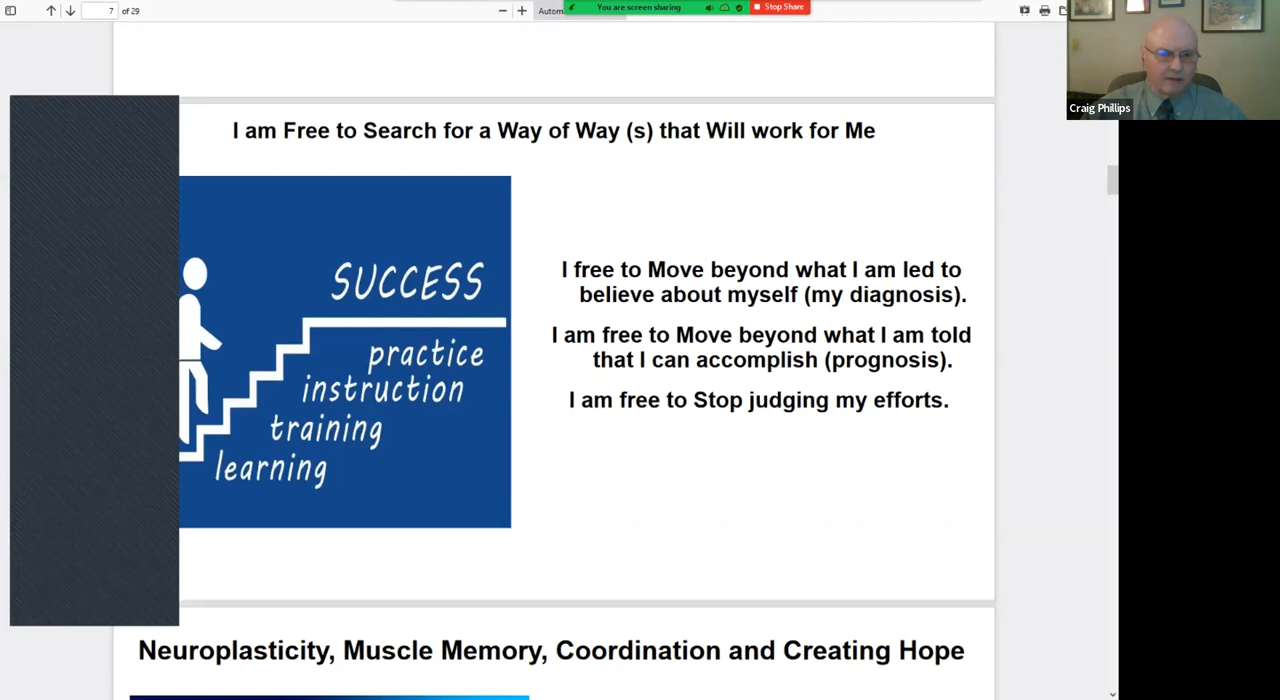 7 of 29
Autom
You are screen sharing
Stop Share
Craig Phillips
I am Free to Search for a Way of Way (s) that Will work for Me
SUCCESS
practice
instruction
training
learning
I free to Move beyond what I am led to
believe about myself (my diagnosis).
I am free to Move beyond what I am told
that I can accomplish (prognosis).
I am free to Stop judging my efforts.
Neuroplasticity, Muscle Memory, Coordination and Creating Hope